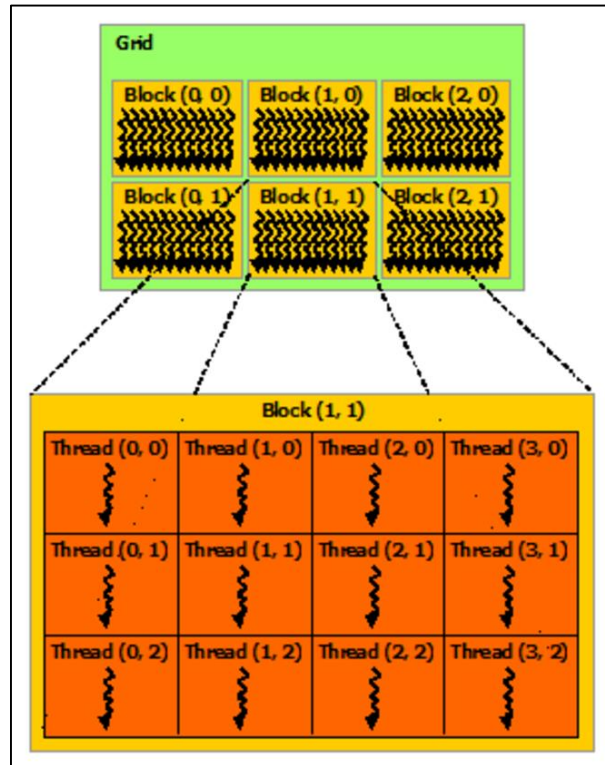 Grid
Block (0, 0) Block (1, 0) Block (2, 0)
Block (0, 1) Block (1, 1) Block (2, 1)
Block (1, 1)
Thread (0, 0) Thread (1, 0) Thread (2, 0) Thread (3, 0)
Thread (0, 1) Thread (1, 1) Thread (2, 1) Thread (3, 1)
Thread (0, 2) Thread (1, 2) Thread (2, 2) Thread (3, 2)